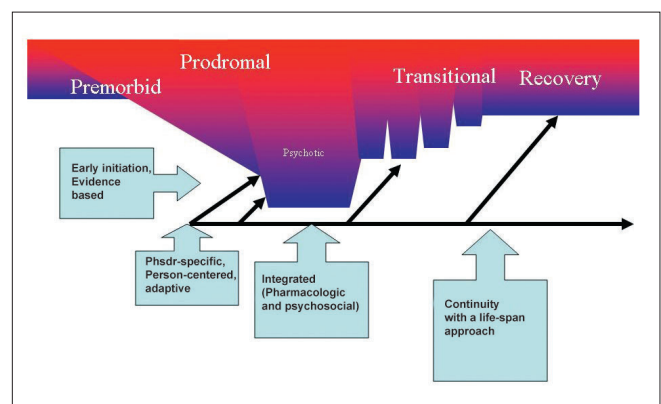 Prodromal
Premorbid
Transitional
Recovery
Psychotic
Early initiation,
Evidence
based
Phsdr-specific,
Person-centered,
adaptive
Integrated
(Pharmacologic
and psychosocial)
Continuity
with a life-span
approach